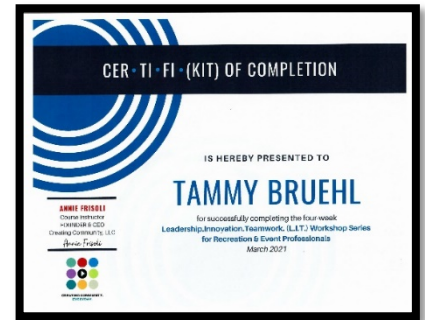 CER • TI • FI • (KIT) OF COMPLETION
IS HEREBY PRESENTED TO
TAMMY BRUEHL
for successfully completing the four-week
Leadership.Innovation.Teamwork. (L.I.T.) Workshop Series
for Recreation & Event Professionals
March 2021
ANNIE FRISOLI
Course Instructor
FOUNDER & CEO
Creating Community, LLC
Annie Frisoli